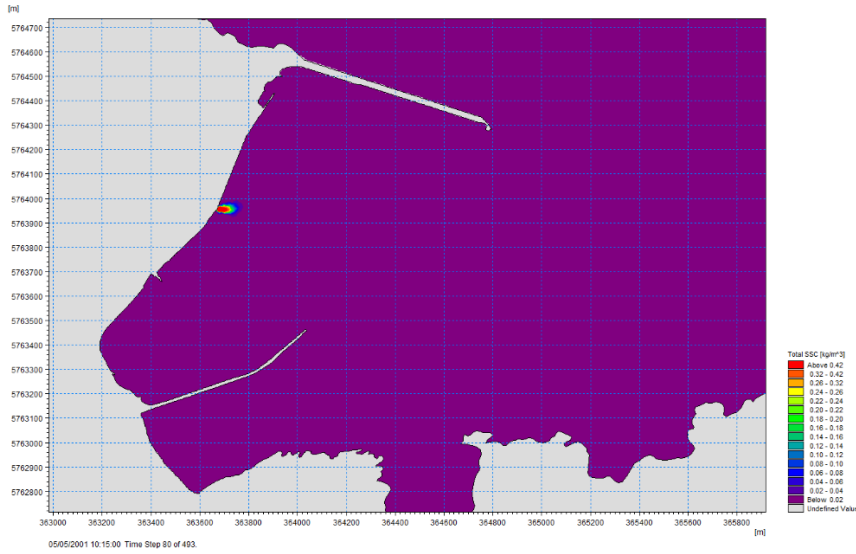 [m]
5764700
5764600
5764500
5764400
5764300
5764200
5764100
5764000
5763900
5763800
5763700
5763600
5763500
5763400
5763300
5763200
5763100
5763000
5762900
5762800
363000 363200 363400 363600 363800 364000 364200 364400 364600 364800 365000 365200 365400 365600 365800
[m]
05/05/2001 10:15:00 Time Step 80 of 493.
Total SSC [kg/m^3]
Above 0.42
0.32 - 0.42
0.26 - 0.32
0.24 - 0.26
0.22 - 0.24
0.20 - 0.22
0.18 - 0.20
0.16 - 0.18
0.14 - 0.16
0.12 - 0.14
0.10 - 0.12
0.08 - 0.10
0.06 - 0.08
0.04 - 0.06
0.02 - 0.04
Below 0.02
Undefined Value